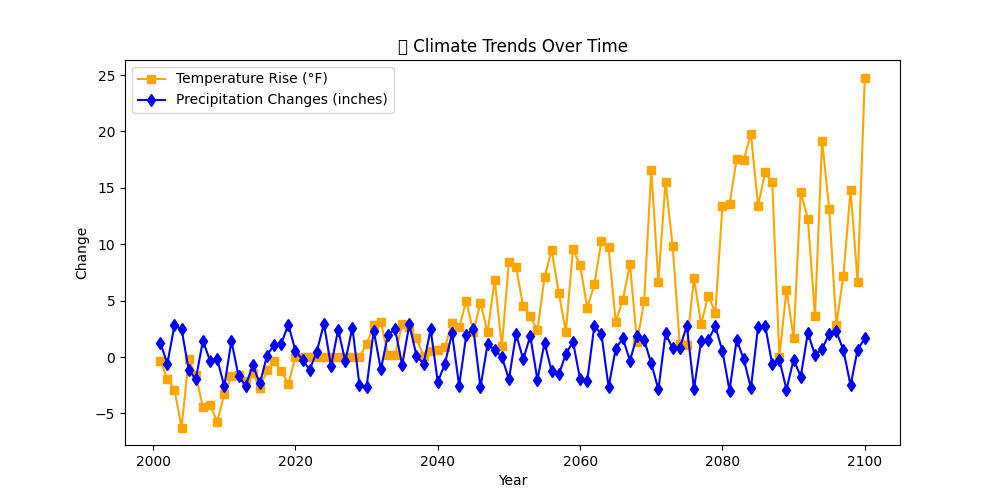 Climate Trends Over Time
Temperature Rise (°F)
Precipitation Changes (inches)
Change
25
20
15
10
5
0
−5
2000
2020
2040
2060
2080
2100
Year